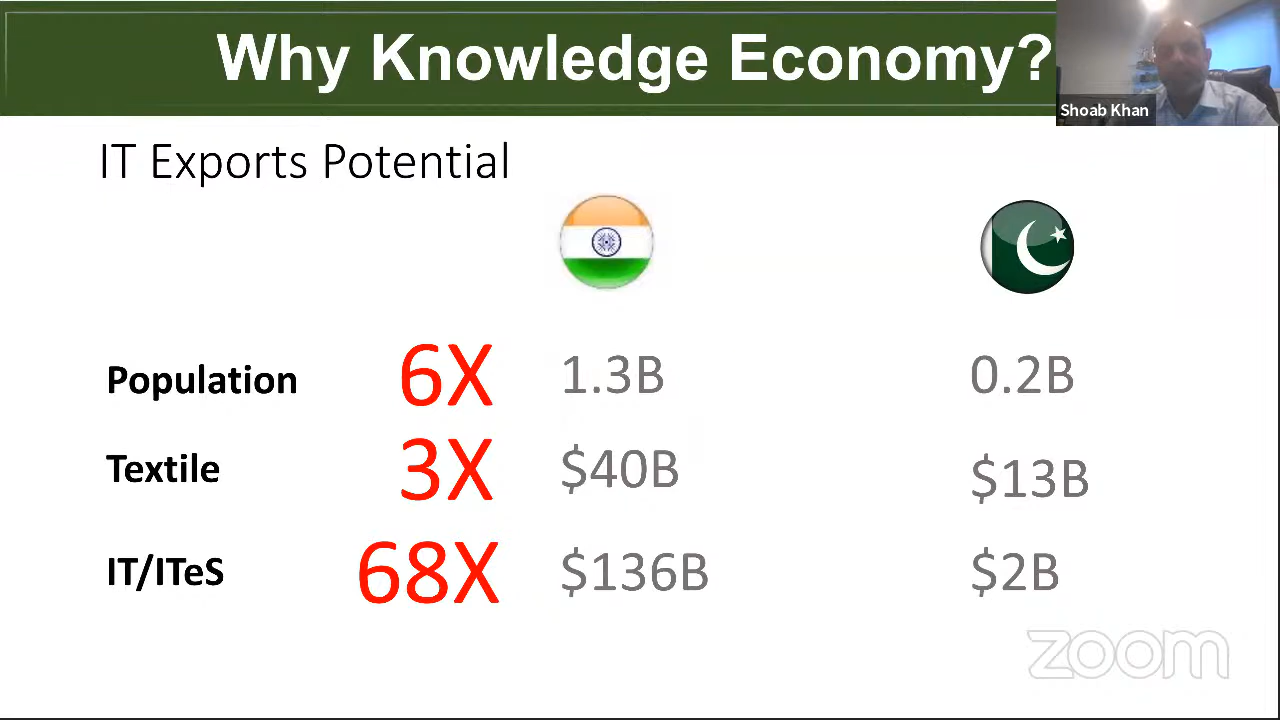 Why Knowledge Economy?
Shoab Khan
IT Exports Potential
Population 6X 1.3B 0.2B
Textile 3X $40B $13B
IT/ITeS 68X $136B $2B
zoom